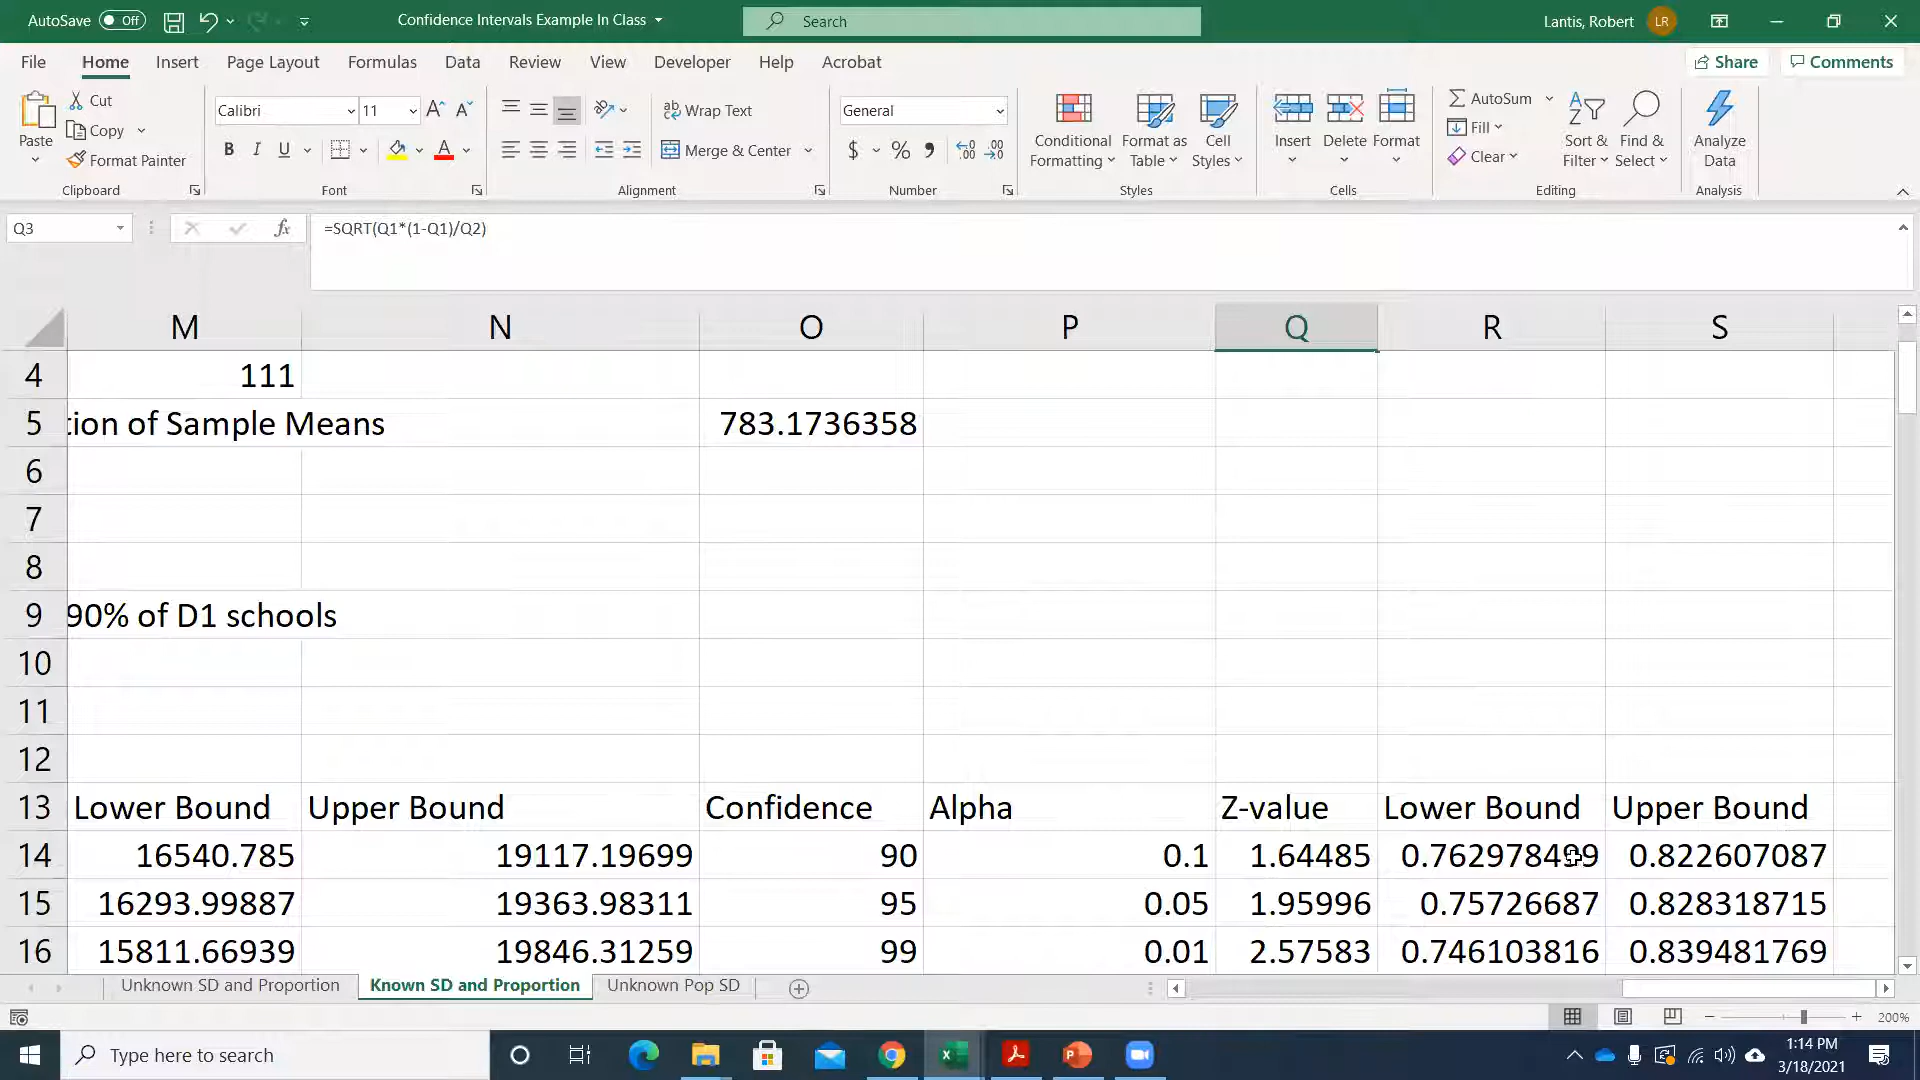 AutoSave Off
Confidence Intervals Example In Class
Search
Lantis, Robert LR
File Home Insert Page Layout Formulas Data Review View Developer Help Acrobat
Share Comments
Paste
Cut
Copy
Format Painter
Clipboard
Calibri 11
B I U A
Font
Wrap Text
Merge & Center
Alignment
General
$ % 9
Number
Conditional Formatting
Format as Table
Cell Styles
Styles
Insert Delete Format
Cells
AutoSum
Fill
Clear
Sort & Filter
Find & Select
Editing
Analyze Data
Analysis
Q3 fx =SQRT(Q1*(1-Q1)/Q2)
M N O P Q R S
4 111
5 tion of Sample Means 783.1736358
6
7
8
9 90% of D1 schools
10
11
12
13 Lower Bound Upper Bound Confidence Alpha Z-value Lower Bound Upper Bound
14 16540.785 19117.19699 90 0.1 1.64485 0.762978499 0.822607087
15 16293.99887 19363.98311 95 0.05 1.95996 0.75726687 0.828318715
16 15811.66939 19846.31259 99 0.01 2.57583 0.746103816 0.839481769
Unknown SD and Proportion Known SD and Proportion Unknown Pop SD
200%
Type here to search
1:14 PM
3/18/2021